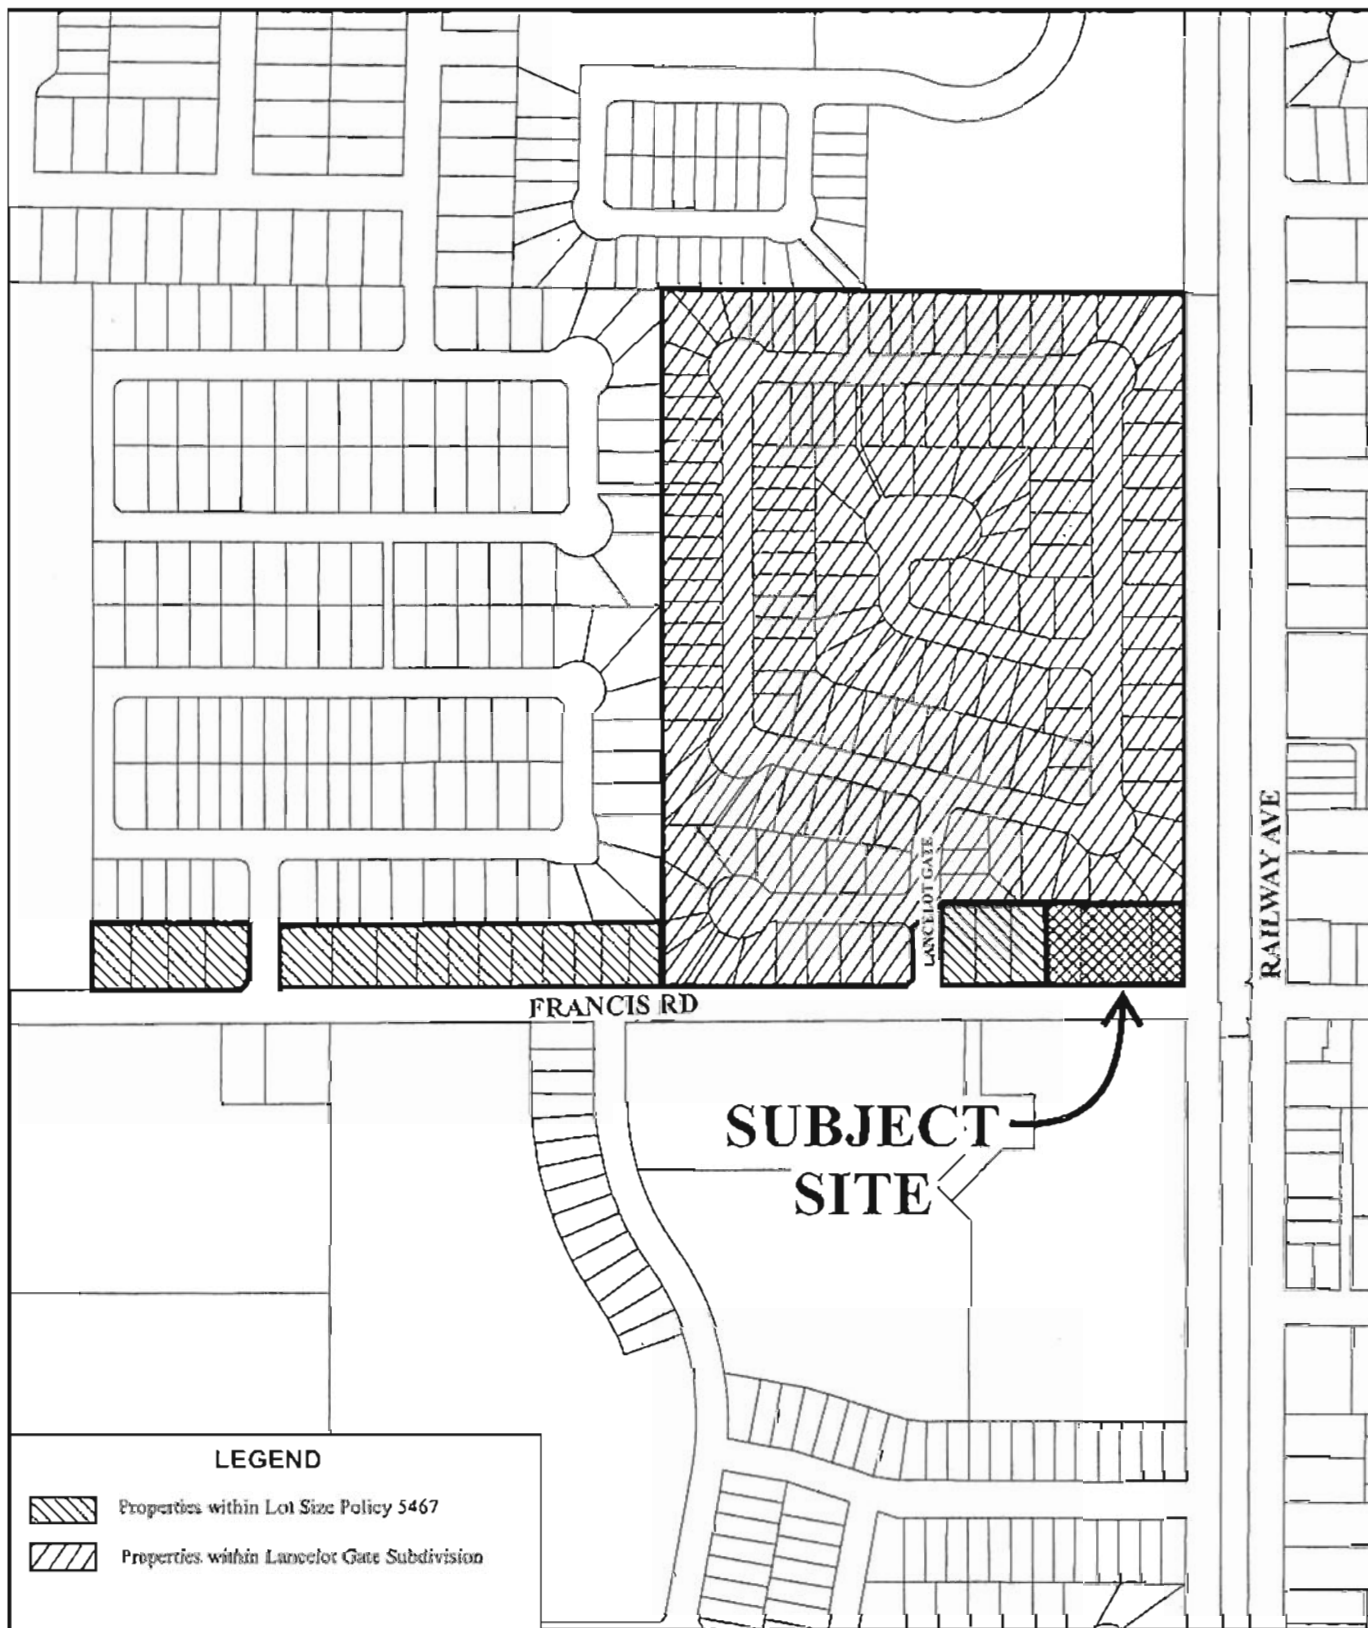 LANCELOT GATE
RAILWAY AVE
FRANCIS RD
SUBJECT
SITE
LEGEND
Properties within Lot Size Policy 5467
Properties within Lancelot Gate Subdivision